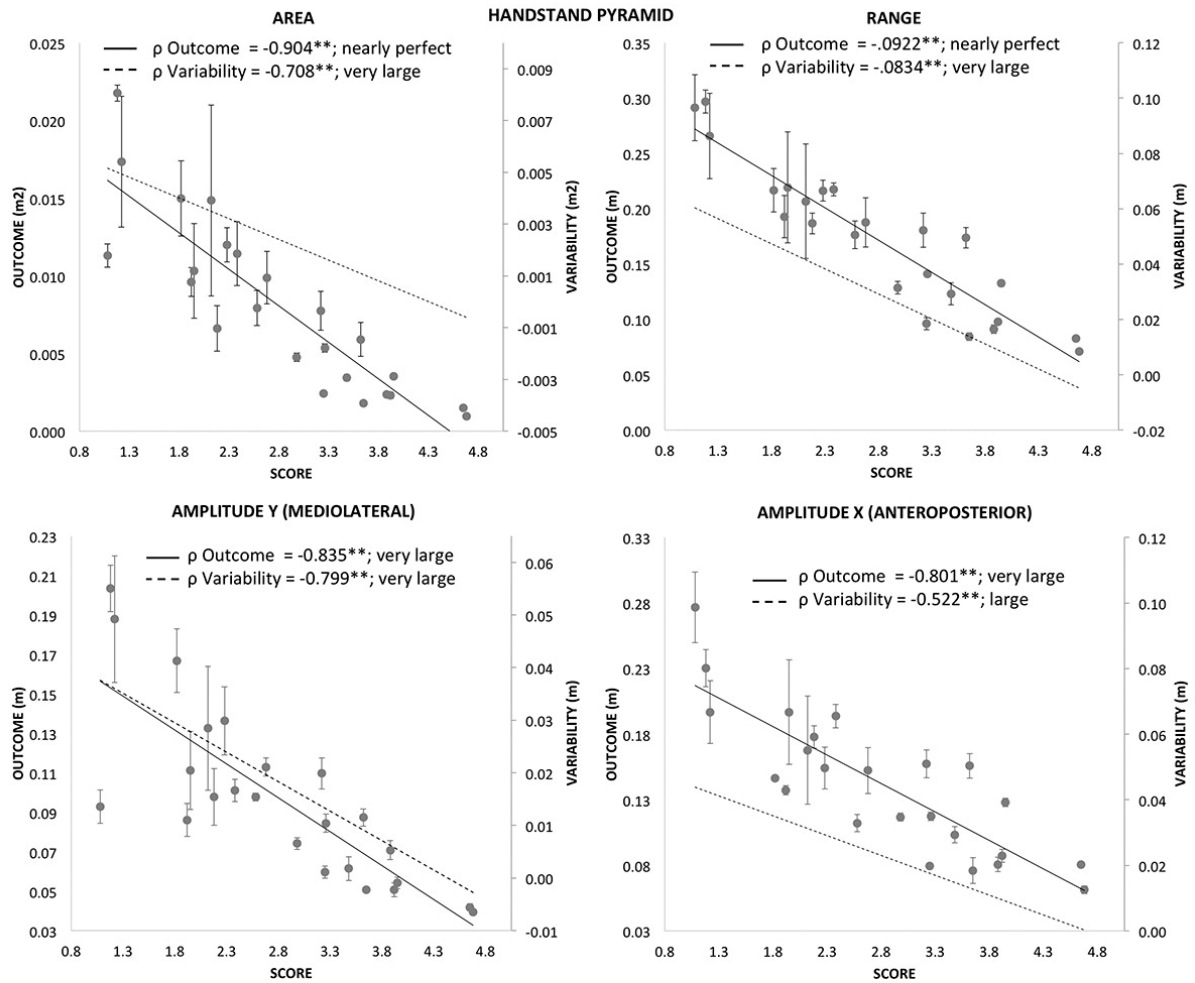 HANDSTAND PYRAMID
AREA
ρ Outcome = -0.904**; nearly perfect
ρ Variability = -0.708**; very large
OUTCOME (m2)
0.025
0.020
0.015
0.010
0.005
0.000
VARIABILITY (m2)
0.009
0.007
0.005
0.003
0.001
-0.001
-0.003
-0.005
0.8 1.3 1.8 2.3 2.8 3.3 3.8 4.3 4.8
SCORE
RANGE
ρ Outcome = -.0922**; nearly perfect
ρ Variability = -.0834**; very large
OUTCOME (m)
0.35
0.30
0.25
0.20
0.15
0.10
0.05
0.00
VARIABILITY (m)
0.12
0.10
0.08
0.06
0.04
0.02
0.00
-0.02
0.8 1.3 1.8 2.3 2.8 3.3 3.8 4.3 4.8
SCORE
AMPLITUDE Y (MEDIOLATERAL)
ρ Outcome = -0.835**; very large
ρ Variability = -0.799**; very large
OUTCOME (m)
0.23
0.21
0.19
0.17
0.15
0.13
0.11
0.09
0.07
0.05
0.03
VARIABILITY (m)
0.06
0.05
0.04
0.03
0.02
0.01
0.00
-0.01
0.8 1.3 1.8 2.3 2.8 3.3 3.8 4.3 4.8
SCORE
AMPLITUDE X (ANTEROPOSTERIOR)
ρ Outcome = -0.801**; very large
ρ Variability = -0.522**; large
OUTCOME (m)
0.33
0.28
0.23
0.18
0.13
0.08
0.03
VARIABILITY (m)
0.12
0.10
0.08
0.06
0.04
0.02
0.00
0.8 1.3 1.8 2.3 2.8 3.3 3.8 4.3 4.8
SCORE